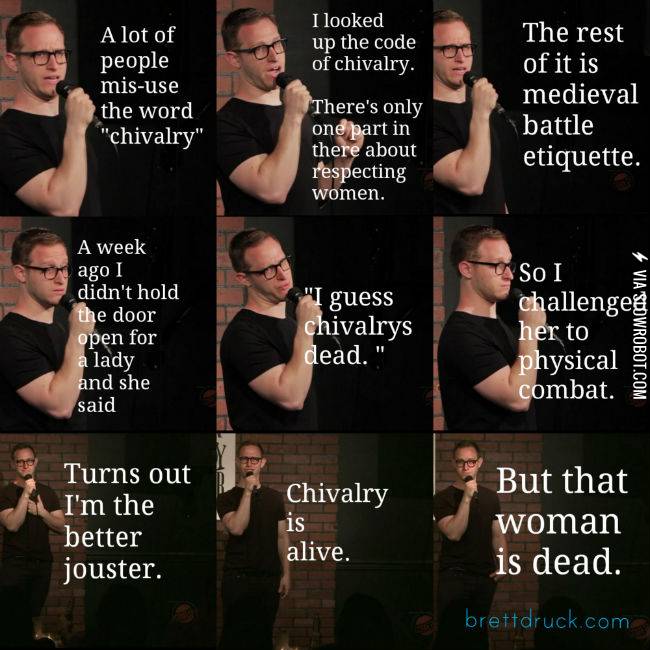 A lot of
people
mis-use
the word
"chivalry"
I looked
up the code
of chivalry.
There's only
one part in
there about
respecting
women.
The rest
of it is
medieval
battle
etiquette.
A week
ago I
didn't hold
the door
open for
a lady
and she
said
"I guess
chivalrys
dead. "
So I
challenged
her to
physical
combat.
VIA SLOWROBOT.COM
Turns out
I'm the
better
jouster.
Chivalry
is
alive.
But that
woman
is dead.
brettdruck.com